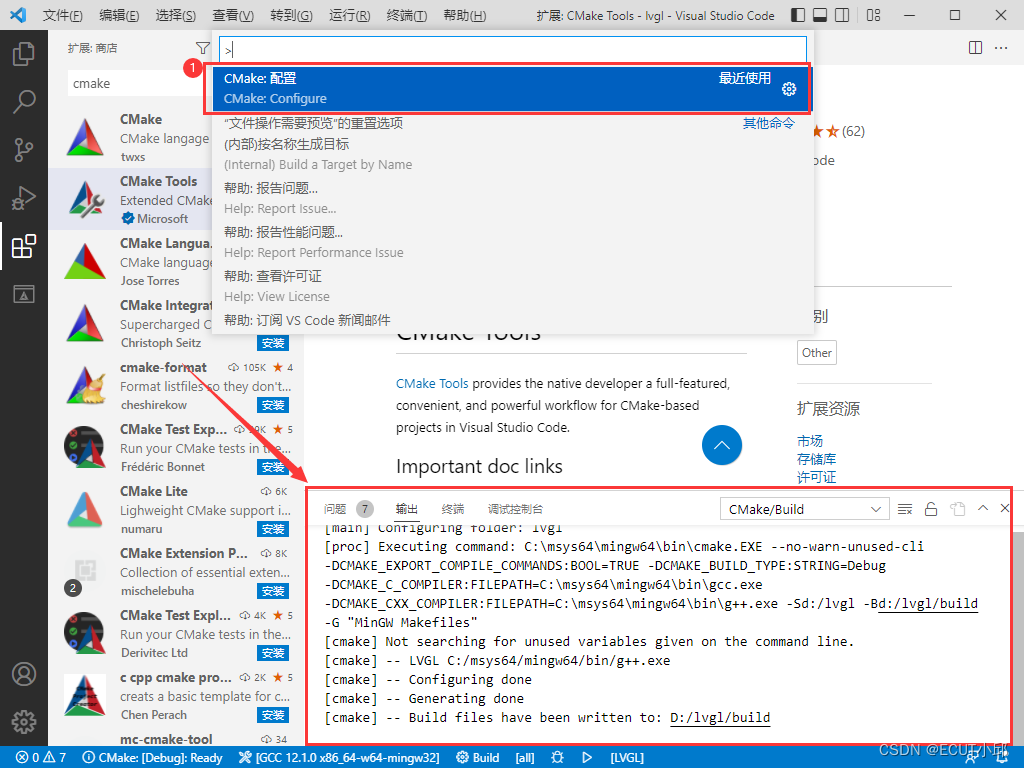 文件(F) 编辑(E) 选择(S) 查看(V) 转到(G) 运行(R) 终端(T) 帮助(H) 扩展: CMake Tools - lvgl - Visual Studio Code
扩展: 商店
cmake
CMake
CMake langage
twxs
CMake Tools
Extended CMake
Microsoft
CMake Langua...
CMake language
Jose Torres
CMake Integrat
Supercharged C
Christoph Seitz
安装
cmake-format 105K ★ 4
Format listfiles so they don't...
cheshirekow
安装
CMake Test Exp... ★ 5
Run your CMake tests in the...
Frédéric Bonnet
安装
CMake Lite 6K
Lighweight CMake support f...
numaru
安装
CMake Extension P... 8K
Collection of essential exten...
mischelebuha
安装
2
CMake Test Expl... 4K ★ 5
Run your CMake tests in the...
Derivitec Ltd
安装
c cpp cmake pro... 2K ★ 5
creats a basic template for c...
Chen Perach
安装
mc-cmake-tool 34
1
>
CMake: 配置 最近使用
CMake: Configure
"文件操作需要预览"的重置选项 其他命令
(内部)按名称生成目标
(Internal) Build a Target by Name
帮助: 报告问题...
Help: Report Issue...
帮助: 报告性能问题...
Help: Report Performance Issue
帮助: 查看许可证
Help: View License
帮助: 订阅 VS Code 新闻邮件
(62)
ode
别
Other
扩展资源
市场
存储库
许可证
CMake Tools
CMake Tools provides the native developer a full-featured,
convenient, and powerful workflow for CMake-based
projects in Visual Studio Code.
Important doc links
问题 7 输出 终端 调试控制台 CMake/Build
[main] Configuring folder: lvgl
[proc] Executing command: C:\msys64\mingw64\bin\cmake.EXE --no-warn-unused-cli
-DCMAKE_EXPORT_COMPILE_COMMANDS:BOOL=TRUE -DCMAKE_BUILD_TYPE:STRING=Debug
-DCMAKE_C_COMPILER:FILEPATH=C:\msys64\mingw64\bin\gcc.exe
-DCMAKE_CXX_COMPILER:FILEPATH=C:\msys64\mingw64\bin\g++.exe -Sd:/lvgl -Bd:/lvgl/build
-G "MinGW Makefiles"
[cmake] Not searching for unused variables given on the command line.
[cmake] -- LVGL C:/msys64/mingw64/bin/g++.exe
[cmake] -- Configuring done
[cmake] -- Generating done
[cmake] -- Build files have been written to: D:/lvgl/build
0 7 CMake: [Debug]: Ready [GCC 12.1.0 x86_64-w64-mingw32] Build [all] [LVGL]
CSDN @ECUT小邱